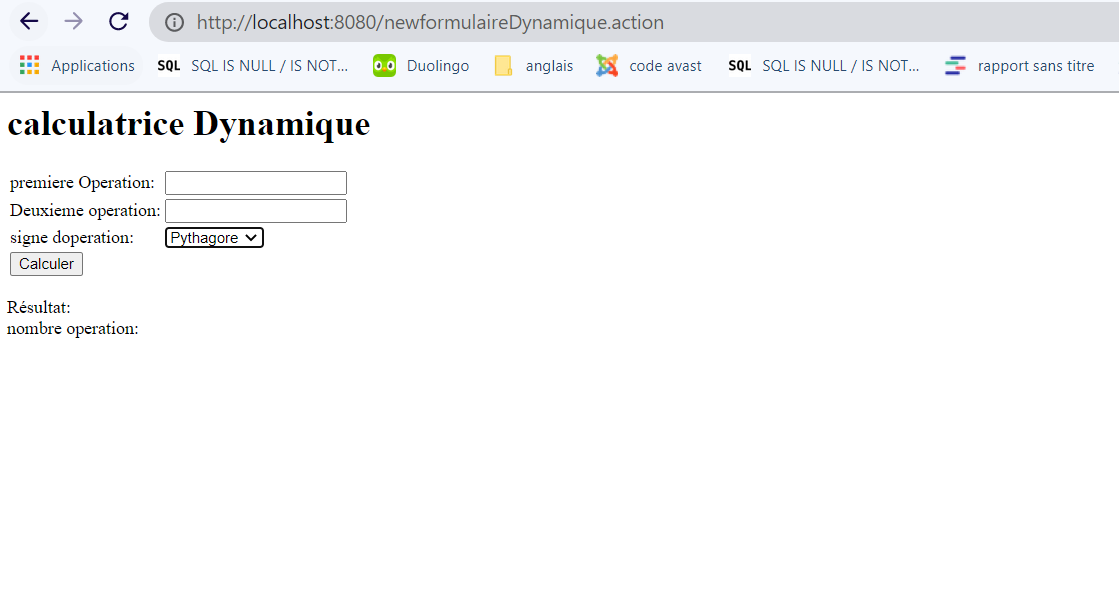 http://localhost:8080/newformulaireDynamique.action
Applications SQL SQL IS NULL / IS NOT... Duolingo anglais code avast SQL SQL IS NULL / IS NOT... rapport sans titre
calculatrice Dynamique
premiere Operation:
Deuxieme operation:
signe doperation: Pythagore
Calculer
Résultat:
nombre operation: